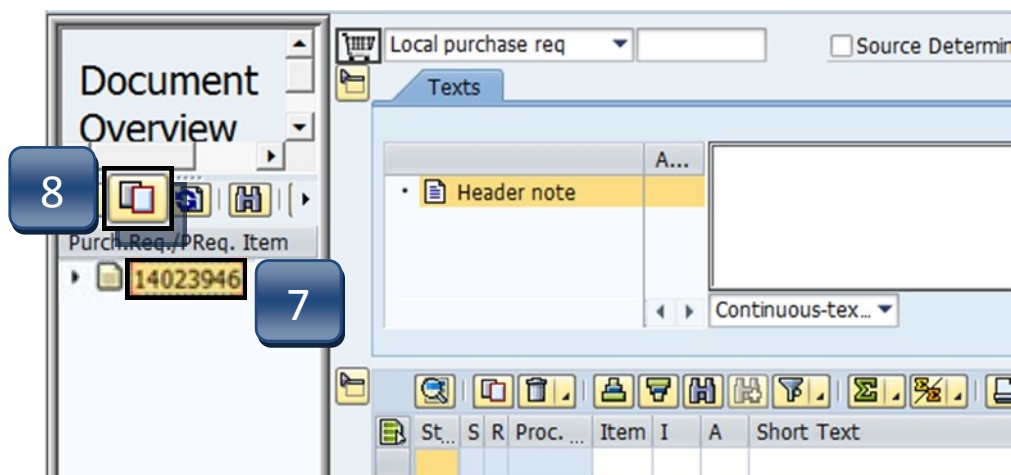 Document
Overview
8
Purch.Req./PReq. Item
14023946
7
Local purchase req
Source Determin
Texts
A...
Header note
Continuous-tex...
St... S R Proc. ... Item I A Short Text